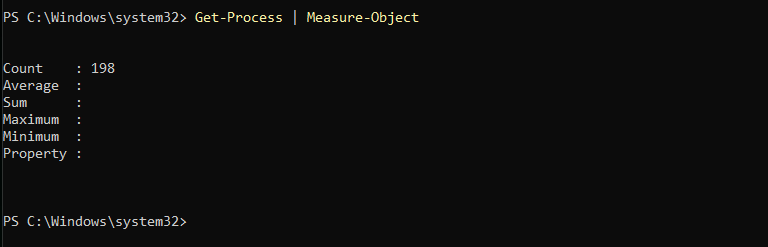 PS C:\Windows\system32> Get-Process | Measure-Object
Count    : 198
Average  :
Sum      :
Maximum  :
Minimum  :
Property :
PS C:\Windows\system32>